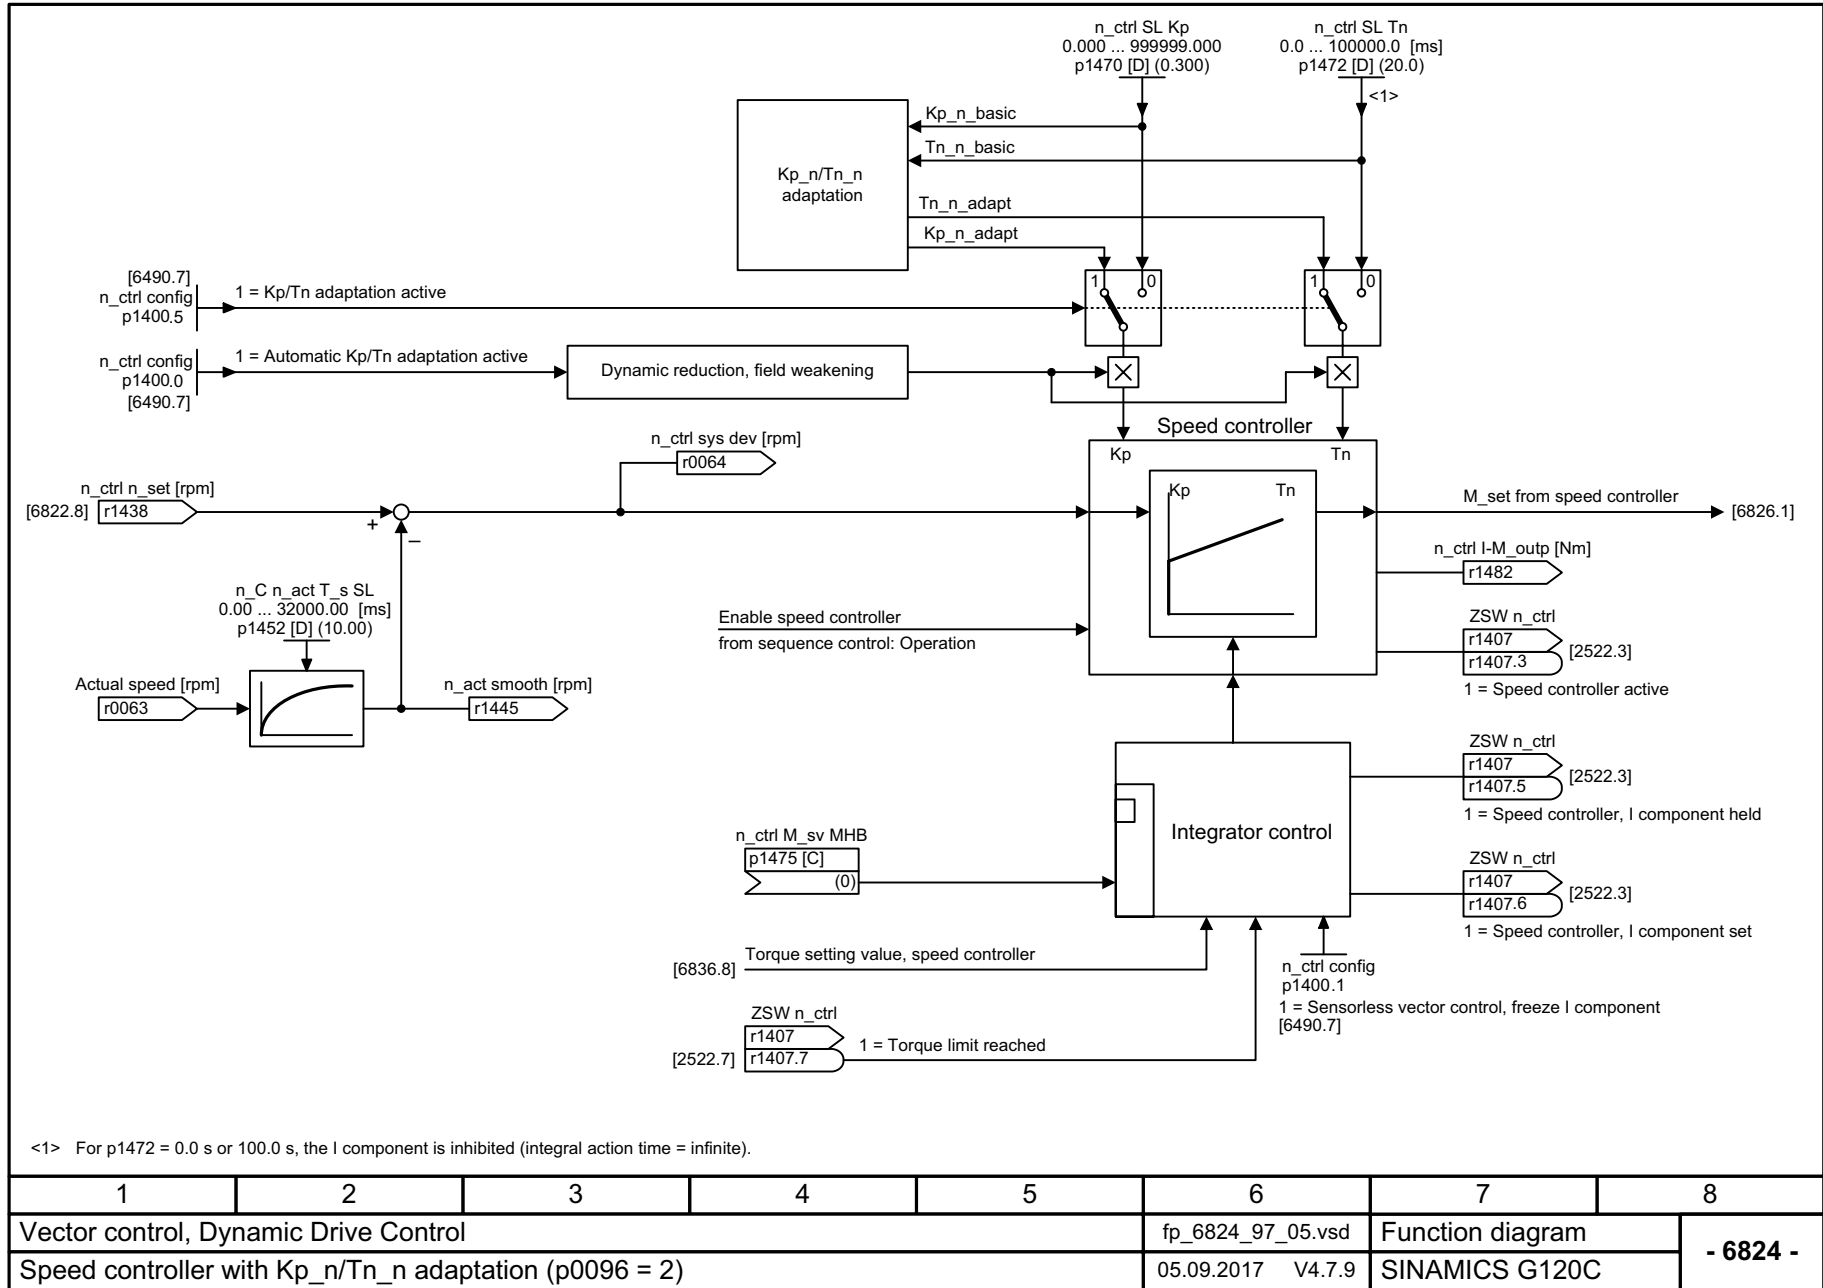 n_ctrl SL Kp
0.000 ... 999999.000
p1470 [D] (0.300)
n_ctrl SL Tn
0.0 ... 100000.0 [ms]
p1472 [D] (20.0)
<1>
Kp_n_basic
Tn_n_basic
Kp_n/Tn_n
adaptation
Tn_n_adapt
Kp_n_adapt
[6490.7]
n_ctrl config
p1400.5
1 = Kp/Tn adaptation active
1 0
1 0
n_ctrl config
p1400.0
[6490.7]
1 = Automatic Kp/Tn adaptation active
Dynamic reduction, field weakening
Speed controller
Kp Tn
Kp Tn
n_ctrl sys dev [rpm]
r0064
n_ctrl n_set [rpm]
[6822.8] r1438
+
–
M_set from speed controller
[6826.1]
n_ctrl I-M_outp [Nm]
r1482
n_C n_act T_s SL
0.00 ... 32000.00 [ms]
p1452 [D] (10.00)
Enable speed controller
from sequence control: Operation
ZSW n_ctrl
r1407
r1407.3
[2522.3]
1 = Speed controller active
Actual speed [rpm]
r0063
n_act smooth [rpm]
r1445
ZSW n_ctrl
r1407
r1407.5
[2522.3]
1 = Speed controller, I component held
Integrator control
n_ctrl M_sv MHB
p1475 [C]
(0)
ZSW n_ctrl
r1407
r1407.6
[2522.3]
1 = Speed controller, I component set
[6836.8]
Torque setting value, speed controller
n_ctrl config
p1400.1
1 = Sensorless vector control, freeze I component
[6490.7]
ZSW n_ctrl
r1407
[2522.7] r1407.7
1 = Torque limit reached
<1> For p1472 = 0.0 s or 100.0 s, the I component is inhibited (integral action time = infinite).
1 2 3 4 5 6 7 8
Vector control, Dynamic Drive Control
fp_6824_97_05.vsd
Function diagram
- 6824 -
Speed controller with Kp_n/Tn_n adaptation (p0096 = 2)
05.09.2017 V4.7.9
SINAMICS G120C